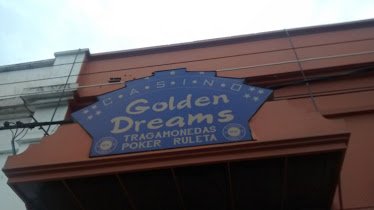 CASINO
Golden
Dreams
TRAGAMONEDAS
POKER RULETA